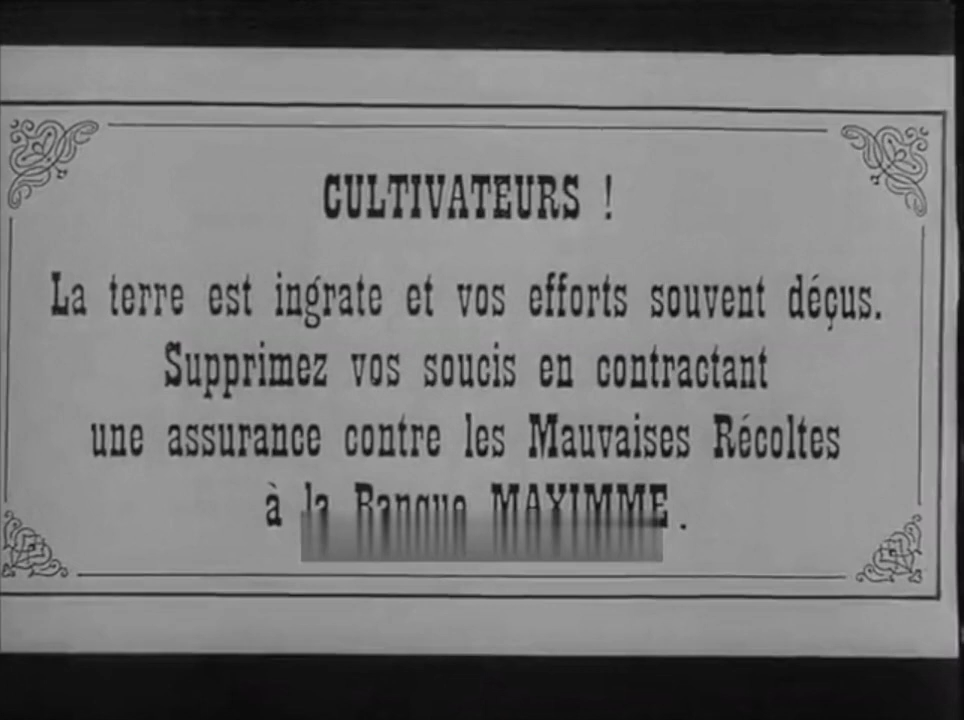 CULTIVATEURS !
La terre est ingrate et vos efforts souvent déçus.
Supprimez vos soucis en contractant
une assurance contre les Mauvaises Récoltes
à la Banque